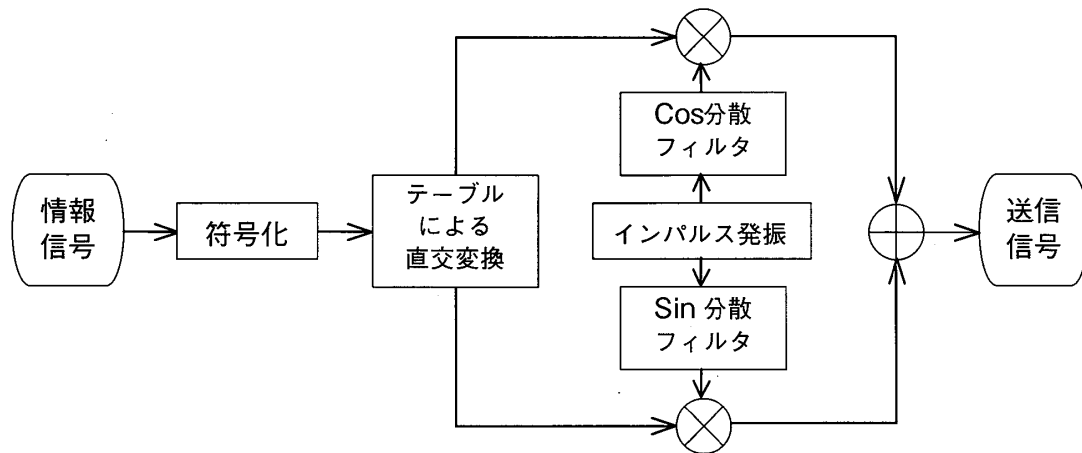 Cos分散
フィルタ
情報
信号
符号化
テーブル
による
直交変換
インパルス発振
送信
信号
Sin 分散
フィルタ